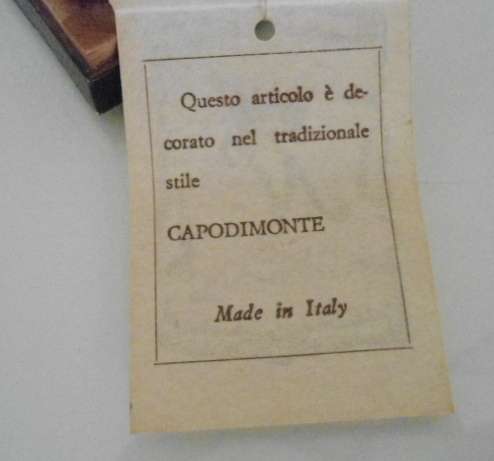 Questo articolo è de-
corato nel tradizionale
stile
CAPODIMONTE
Made in Italy